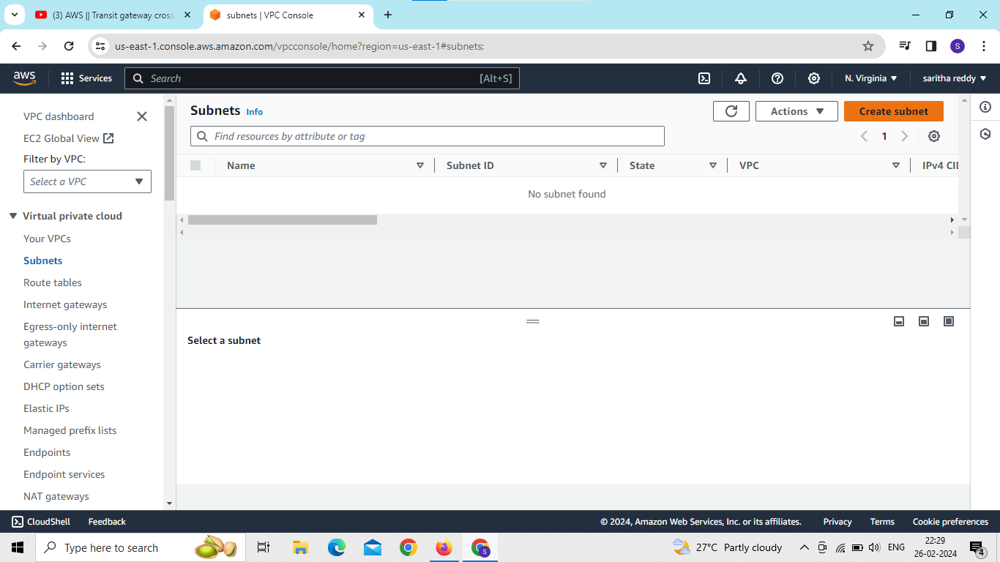 (3) AWS || Transit gateway cross
subnets | VPC Console
us-east-1.console.aws.amazon.com/vpcconsole/home?region=us-east-1#subnets:
S
aws
Services
Search
[Alt+S]
N. Virginia
saritha reddy
VPC dashboard
EC2 Global View
Filter by VPC:
Select a VPC
Virtual private cloud
Your VPCs
Subnets
Route tables
Internet gateways
Egress-only internet
gateways
Carrier gateways
DHCP option sets
Elastic IPs
Managed prefix lists
Endpoints
Endpoint services
NAT gateways
Subnets Info
Actions
Create subnet
Find resources by attribute or tag
1
Name
Subnet ID
State
VPC
IPv4 CII
No subnet found
Select a subnet
CloudShell
Feedback
© 2024, Amazon Web Services, Inc. or its affiliates.
Privacy
Terms
Cookie preferences
Type here to search
S
27°C Partly cloudy
ENG
22:29
26-02-2024
4